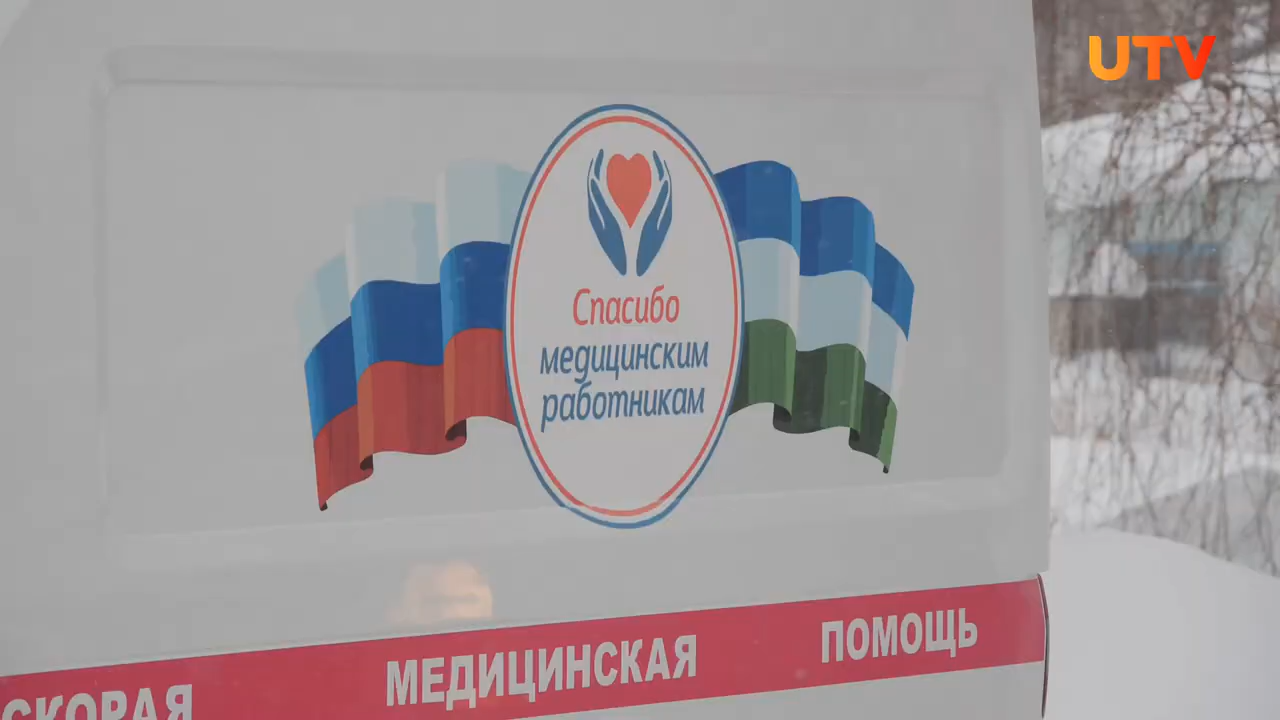 UTV
Спасибо
медицинским
работникам
СКОРАЯ МЕДИЦИНСКАЯ ПОМОЩЬ